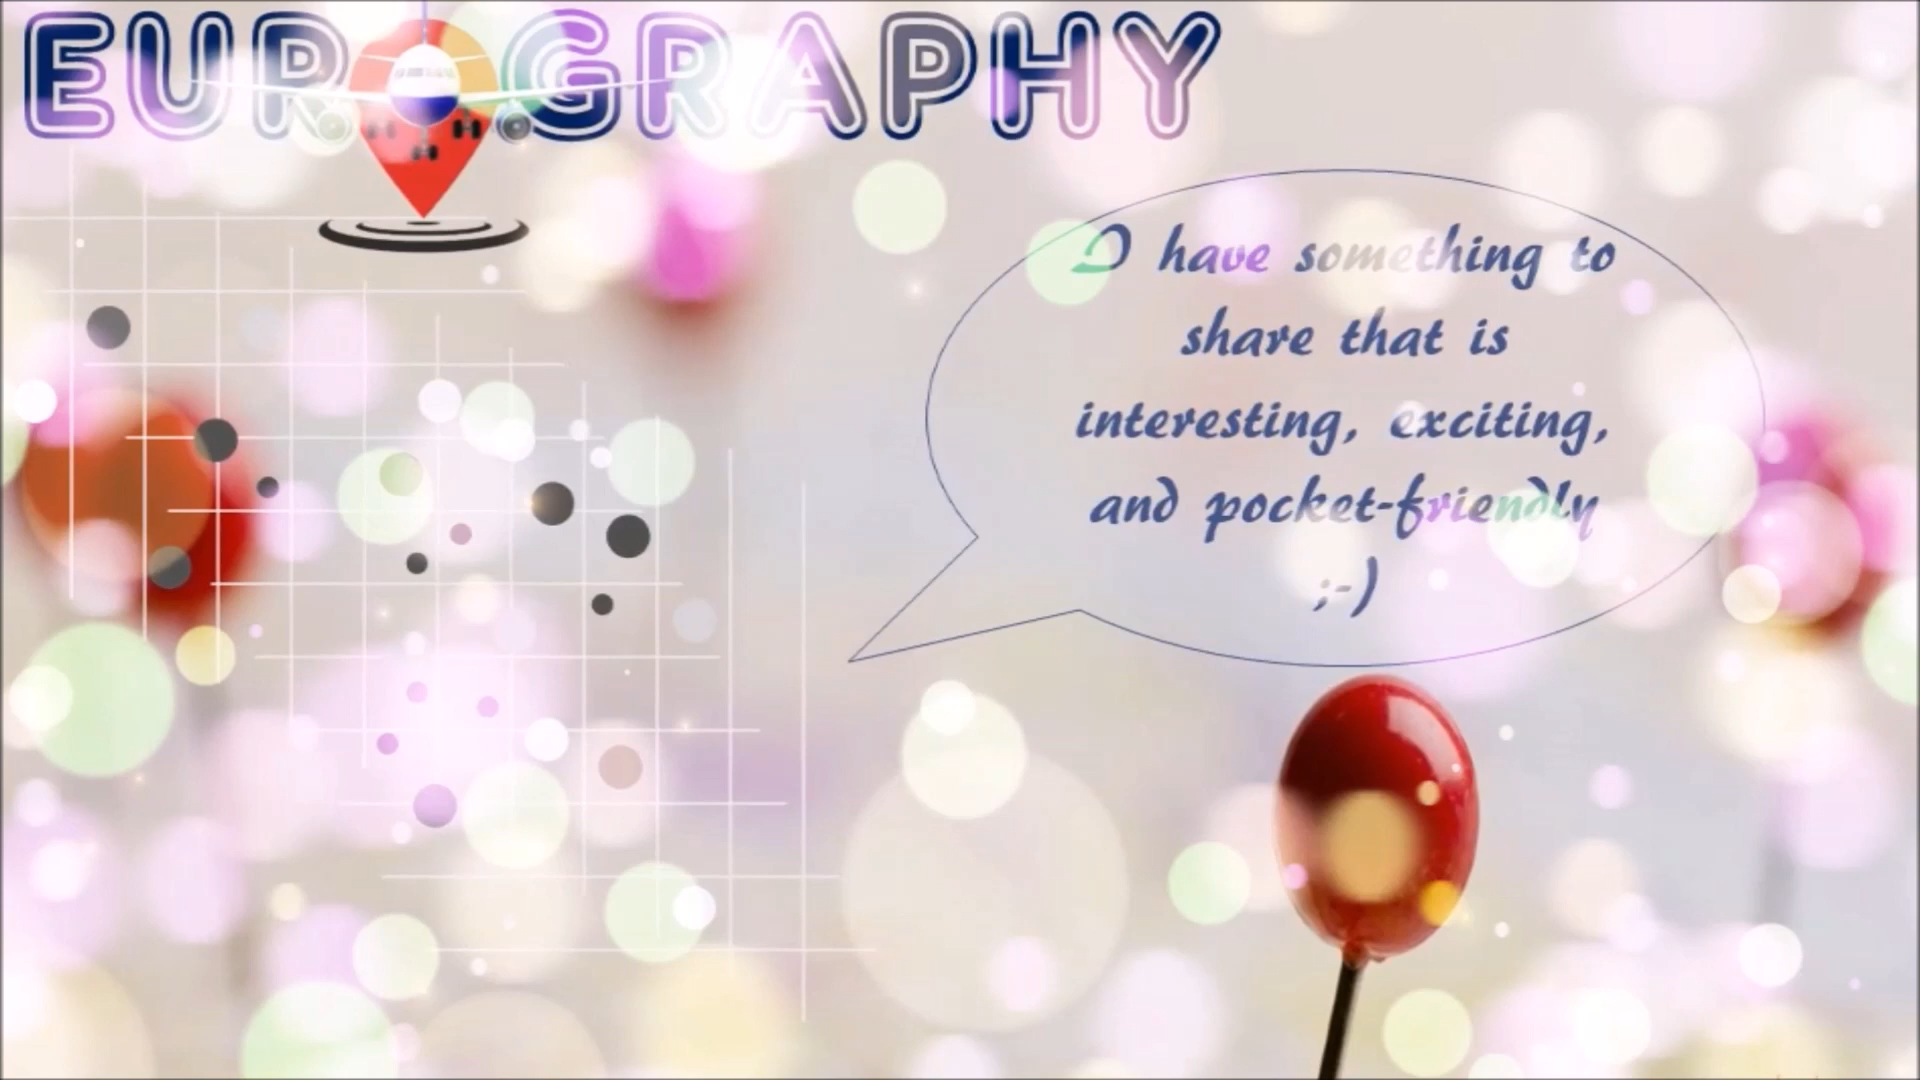 EUROGRAPHY
I have something to
share that is
interesting, exciting,
and pocket-friendly
;-)